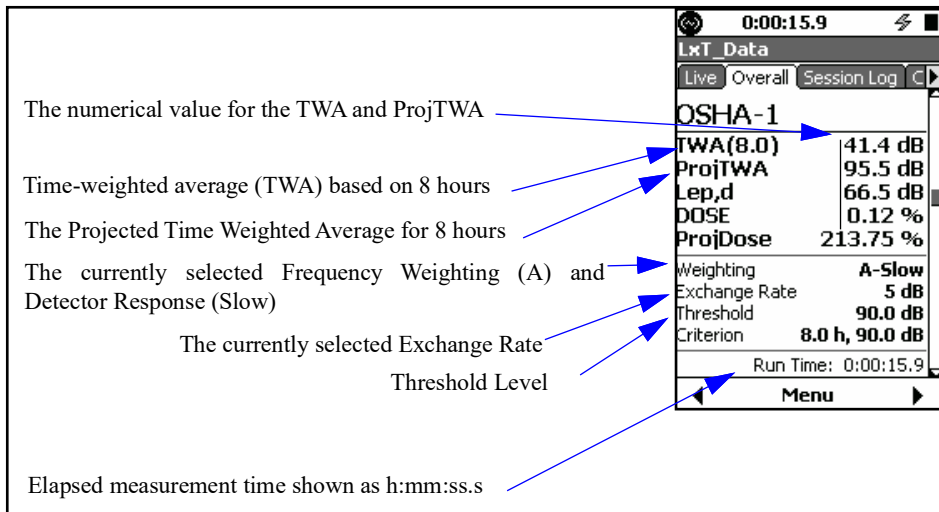 The numerical value for the TWA and ProjTWA
Time-weighted average (TWA) based on 8 hours
The Projected Time Weighted Average for 8 hours
The currently selected Frequency Weighting (A) and
Detector Response (Slow)
The currently selected Exchange Rate
Threshold Level
Elapsed measurement time shown as h:mm:ss.s
0:00:15.9
LxT_Data
Live Overall Session Log C
OSHA-1
TWA(8.0) 41.4 dB
ProjTWA 95.5 dB
Lep,d 66.5 dB
DOSE 0.12 %
ProjDose 213.75 %
Weighting A-Slow
Exchange Rate 5 dB
Threshold 90.0 dB
Criterion 8.0 h, 90.0 dB
Run Time: 0:00:15.9
Menu